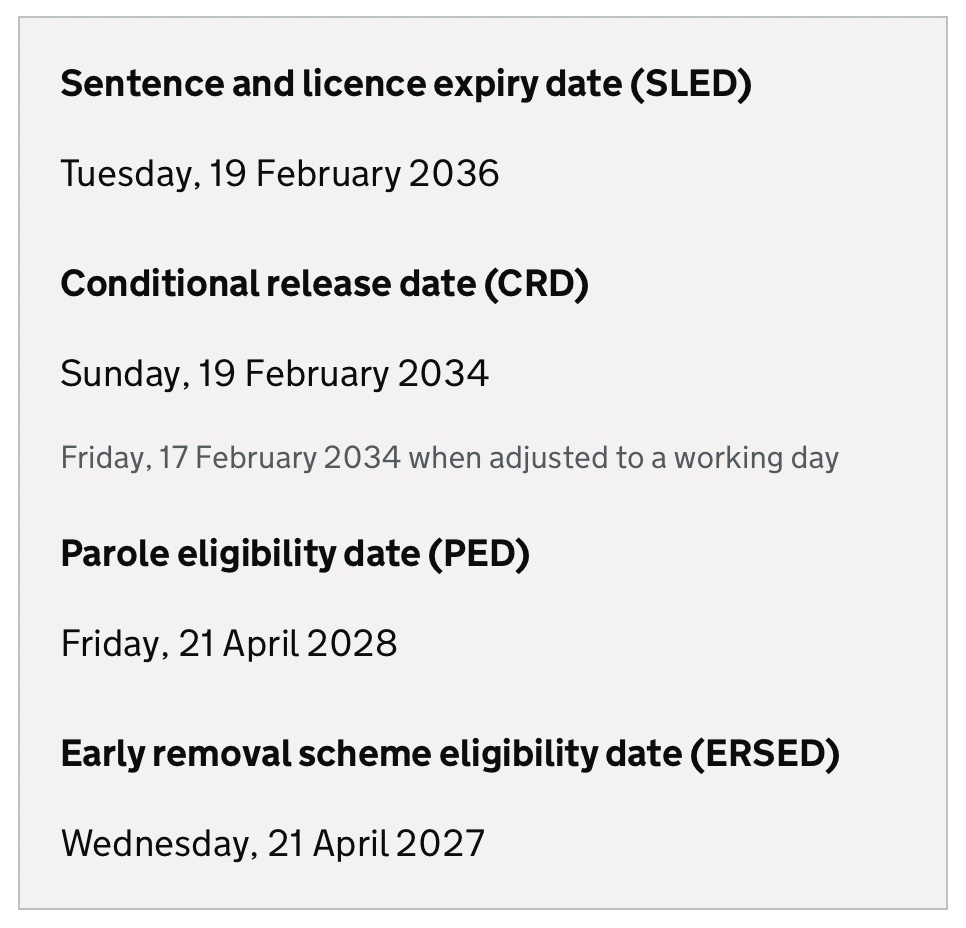 Sentence and licence expiry date (SLED)
Tuesday, 19 February 2036
Conditional release date (CRD)
Sunday, 19 February 2034
Friday, 17 February 2034 when adjusted to a working day
Parole eligibility date (PED)
Friday, 21 April 2028
Early removal scheme eligibility date (ERSED)
Wednesday, 21 April 2027